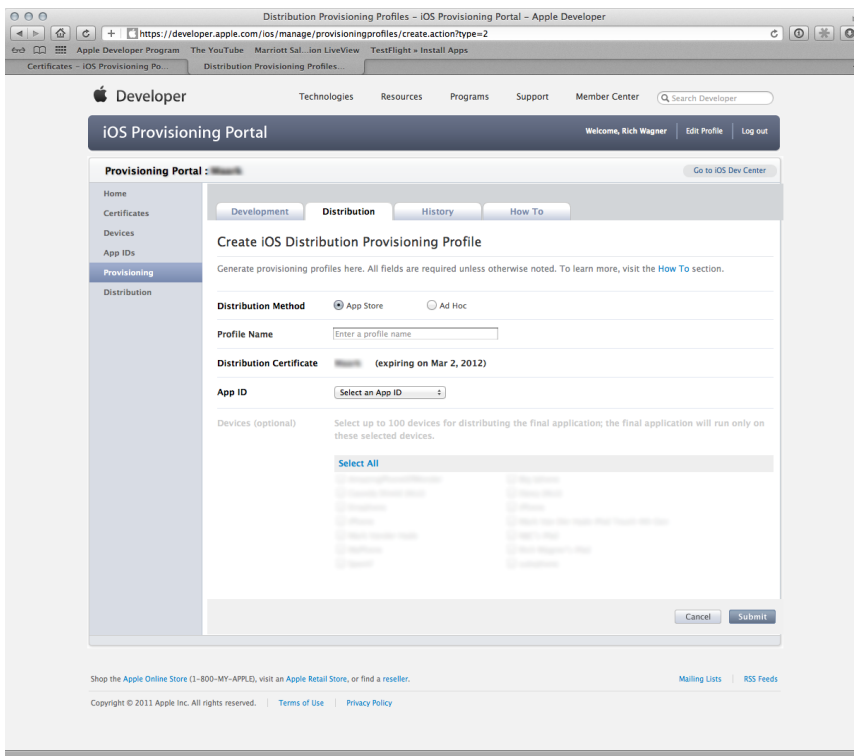 Distribution Provisioning Profiles – iOS Provisioning Portal – Apple Developer
https://developer.apple.com/ios/manage/provisioningprofiles/create.action?type=2
Apple Developer Program The YouTube Marriott Sal...ion LiveView TestFlight » Install Apps
Certificates – iOS Provisioning Po... Distribution Provisioning Profiles...
Developer Technologies Resources Programs Support Member Center Search Developer
iOS Provisioning Portal Welcome, Rich Wagner Edit Profile Log out
Provisioning Portal : Go to iOS Dev Center
Home
Certificates
Devices
App IDs
Provisioning
Distribution
Development Distribution History How To
Create iOS Distribution Provisioning Profile
Generate provisioning profiles here. All fields are required unless otherwise noted. To learn more, visit the How To section.
Distribution Method App Store Ad Hoc
Profile Name Enter a profile name
Distribution Certificate (expiring on Mar 2, 2012)
App ID Select an App ID
Devices (optional) Select up to 100 devices for distributing the final application; the final application will run only on
these selected devices.
Select All
Cancel Submit
Shop the Apple Online Store (1-800-MY-APPLE), visit an Apple Retail Store, or find a reseller. Mailing Lists RSS Feeds
Copyright © 2011 Apple Inc. All rights reserved. Terms of Use Privacy Policy